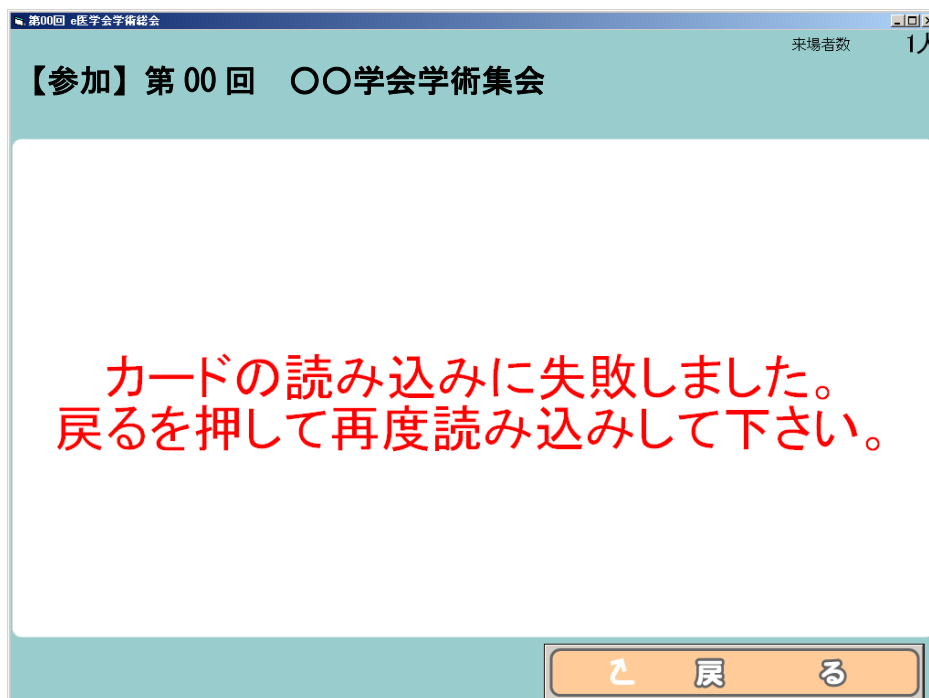 第00回 e医学会学術総会
来場者数 1人
【参加】第 00 回 〇〇学会学術集会
カードの読み込みに失敗しました。
戻るを押して再度読み込みして下さい。
戻る